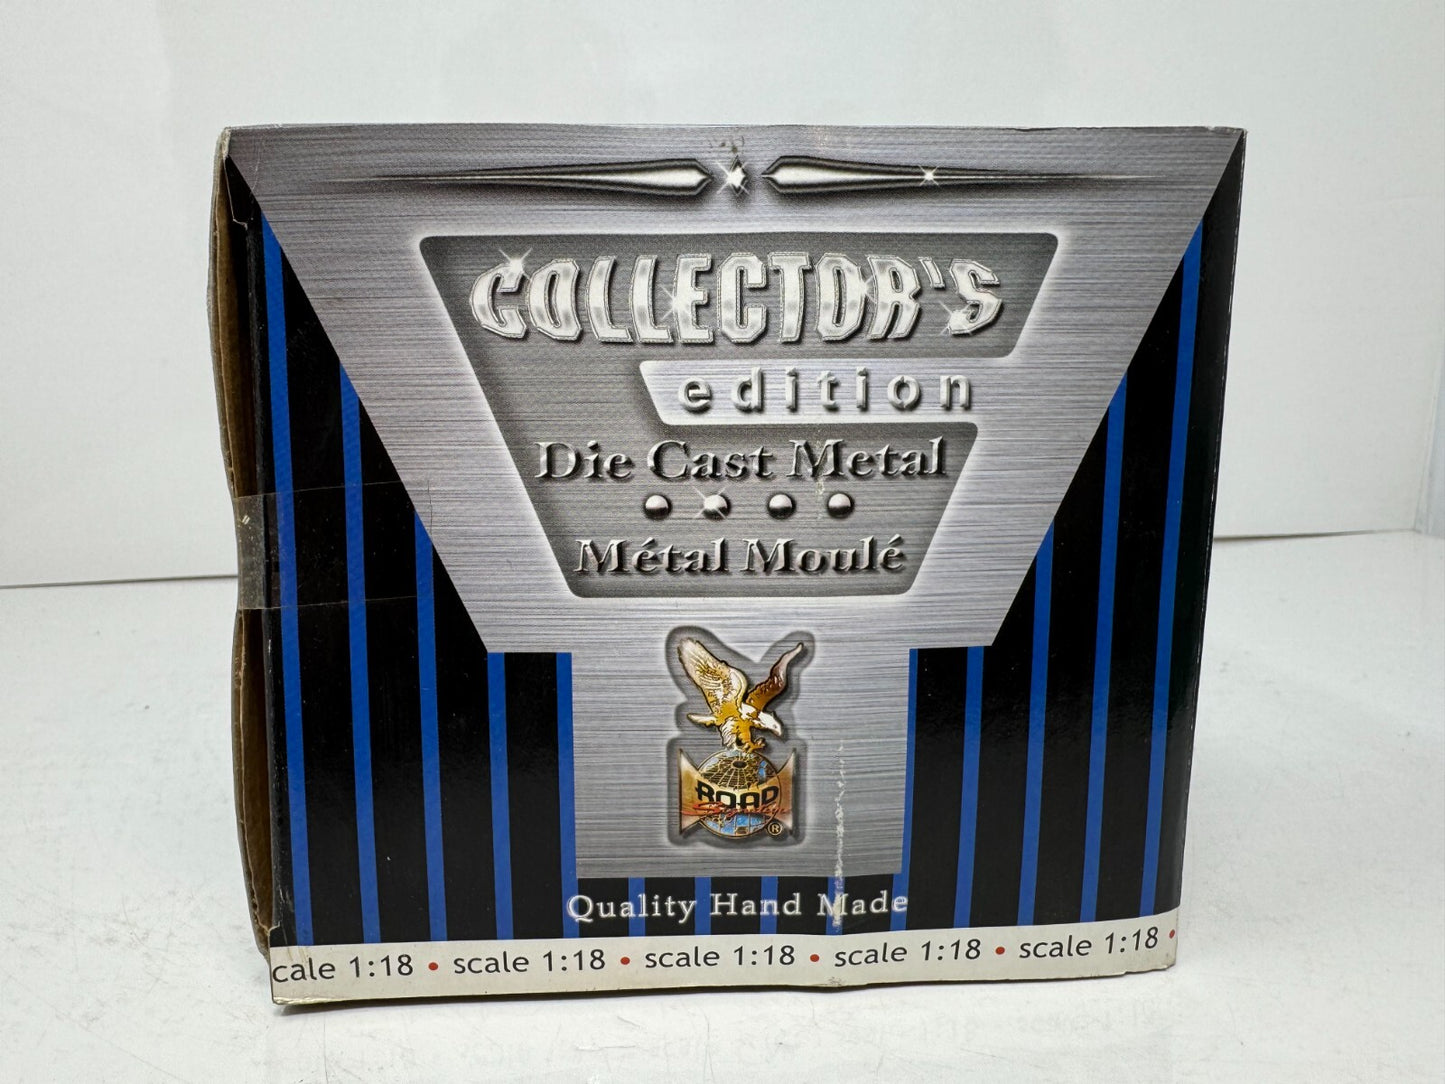 COLLECTOR'S
edition
Die Cast Metal
Métal Moulé
ROAD
Signature
®
Quality Hand Made
cale 1:18 • scale 1:18 • scale 1:18 • scale 1:18 • scale 1:18 •